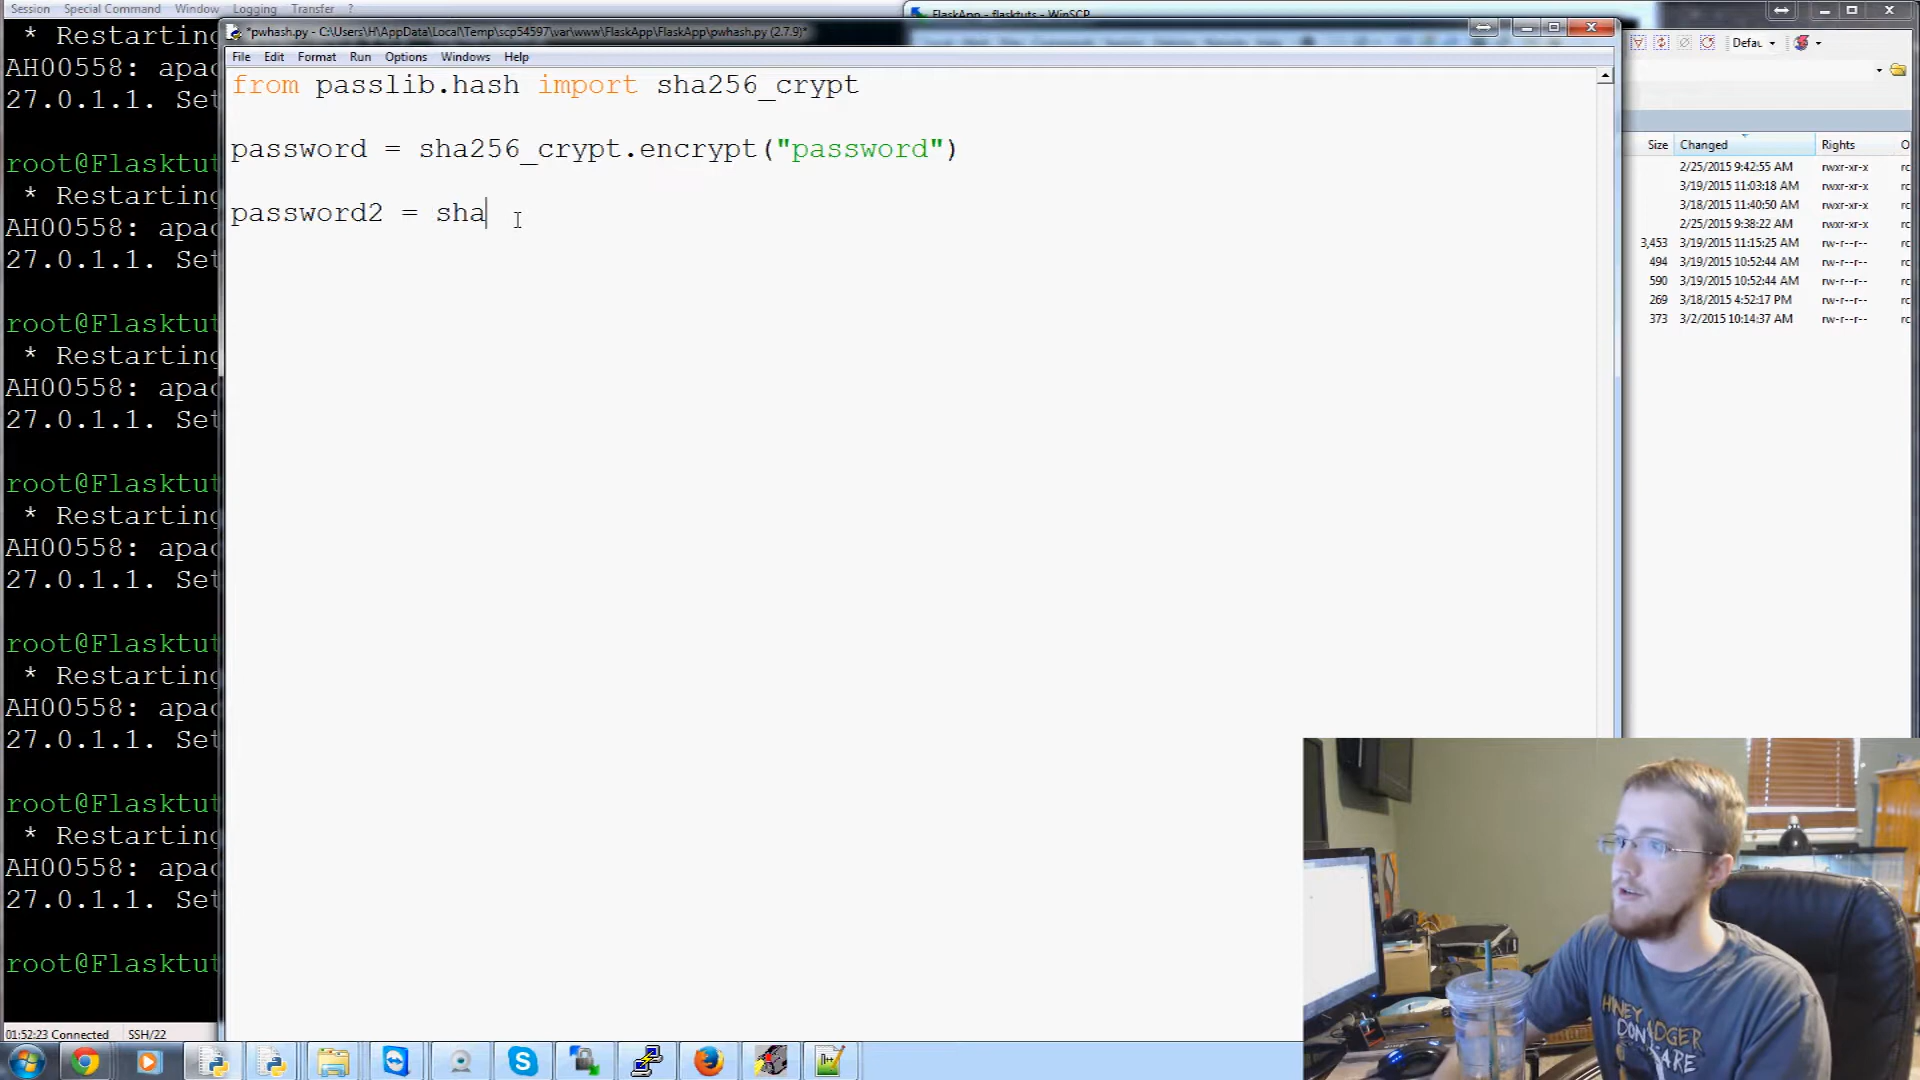 Session Special Command Window Logging Transfer ?
FlaskApp - flasktuts - WinSCP
*pwhash.py - C:\Users\H\AppData\Local\Temp\scp54597\var\www\FlaskApp\FlaskApp\pwhash.py (2.7.9)*
File Edit Format Run Options Windows Help
from passlib.hash import sha256_crypt
password = sha256_crypt.encrypt("password")
password2 = sha
* Restarting
AH00558: apac
27.0.1.1. Set
root@Flasktut
* Restarting
AH00558: apac
27.0.1.1. Set
root@Flasktut
* Restarting
AH00558: apac
27.0.1.1. Set
root@Flasktut
* Restarting
AH00558: apac
27.0.1.1. Set
root@Flasktut
* Restarting
AH00558: apac
27.0.1.1. Set
root@Flasktut
* Restarting
AH00558: apac
27.0.1.1. Set
root@Flasktut
01:52:23 Connected SSH/22
Defau
Size Changed Rights O
2/25/2015 9:42:55 AM rwxr-xr-x rc
3/19/2015 11:03:18 AM rwxr-xr-x rc
3/18/2015 11:40:50 AM rwxr-xr-x rc
2/25/2015 9:38:22 AM rwxr-xr-x rc
3,453 3/19/2015 11:15:25 AM rw-r--r-- rc
494 3/19/2015 10:52:44 AM rw-r--r-- rc
590 3/19/2015 10:52:44 AM rw-r--r-- rc
269 3/18/2015 4:52:17 PM rw-r--r-- rc
373 3/2/2015 10:14:37 AM rw-r--r-- rc